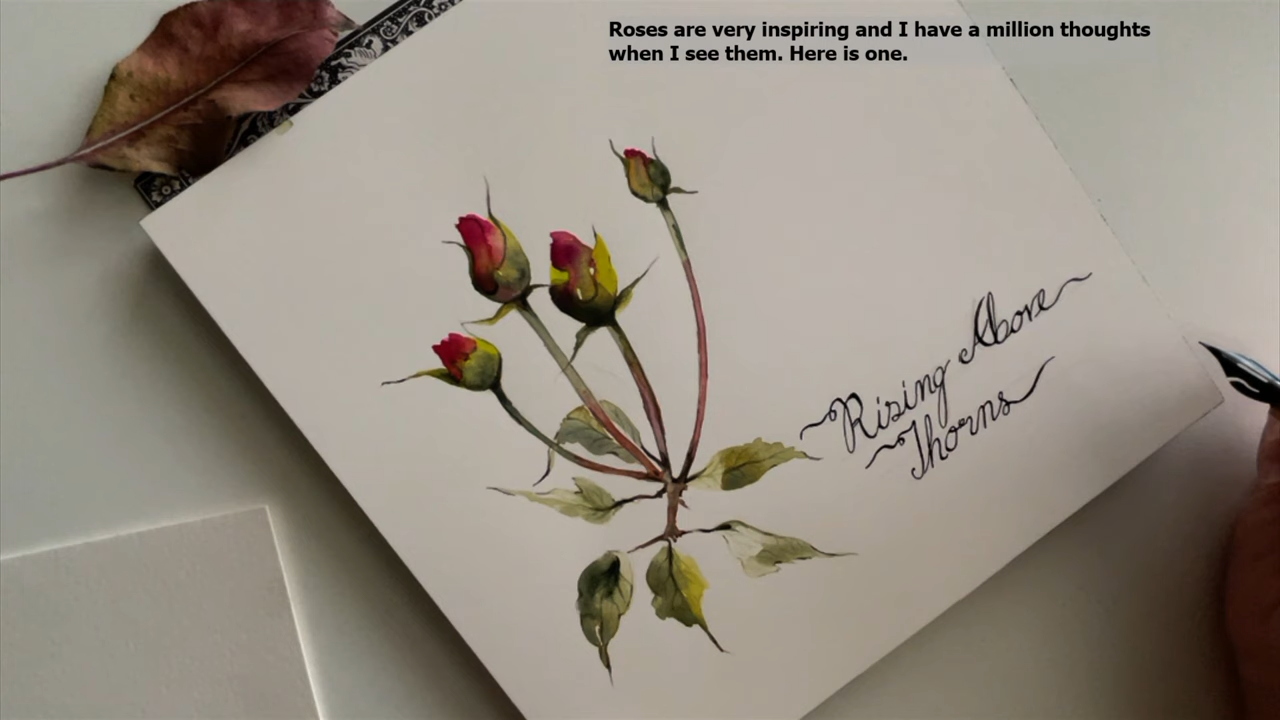 Roses are very inspiring and I have a million thoughts
when I see them. Here is one.
Rising Above
Thorns